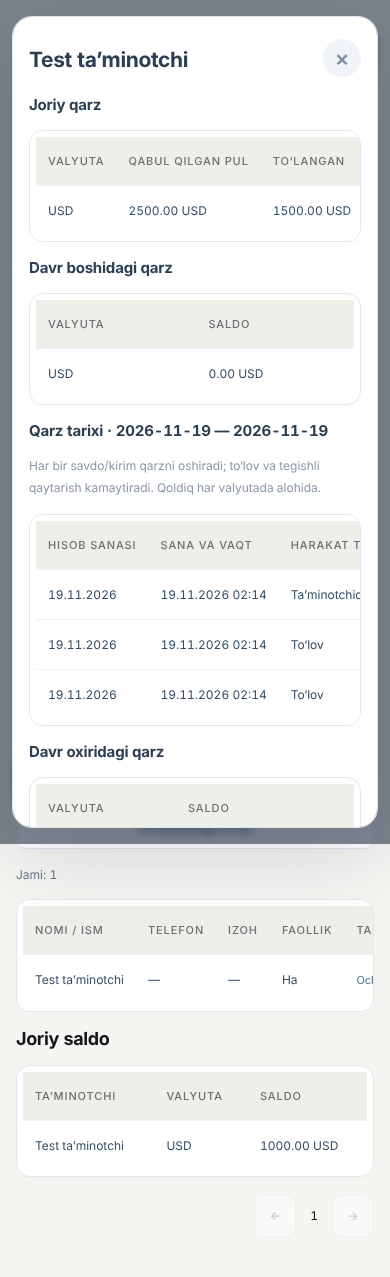 Test ta’minotchi
×
Joriy qarz
VALYUTA QABUL QILGAN PUL TO‘LANGAN
USD 2500.00 USD 1500.00 USD
Davr boshidagi qarz
VALYUTA SALDO
USD 0.00 USD
Qarz tarixi · 2026-11-19 — 2026-11-19
Har bir savdo/kirim qarzni oshiradi; to‘lov va tegishli
qaytarish kamaytiradi. Qoldiq har valyutada alohida.
HISOB SANASI SANA VA VAQT HARAKAT T
19.11.2026 19.11.2026 02:14 Ta’minotchid
19.11.2026 19.11.2026 02:14 To‘lov
19.11.2026 19.11.2026 02:14 To‘lov
Davr oxiridagi qarz
VALYUTA SALDO
Jami: 1
NOMI / ISM TELEFON IZOH FAOLLIK TA
Test ta’minotchi — — Ha Och
Joriy saldo
TA’MINOTCHI VALYUTA SALDO
Test ta’minotchi USD 1000.00 USD
← 1 →